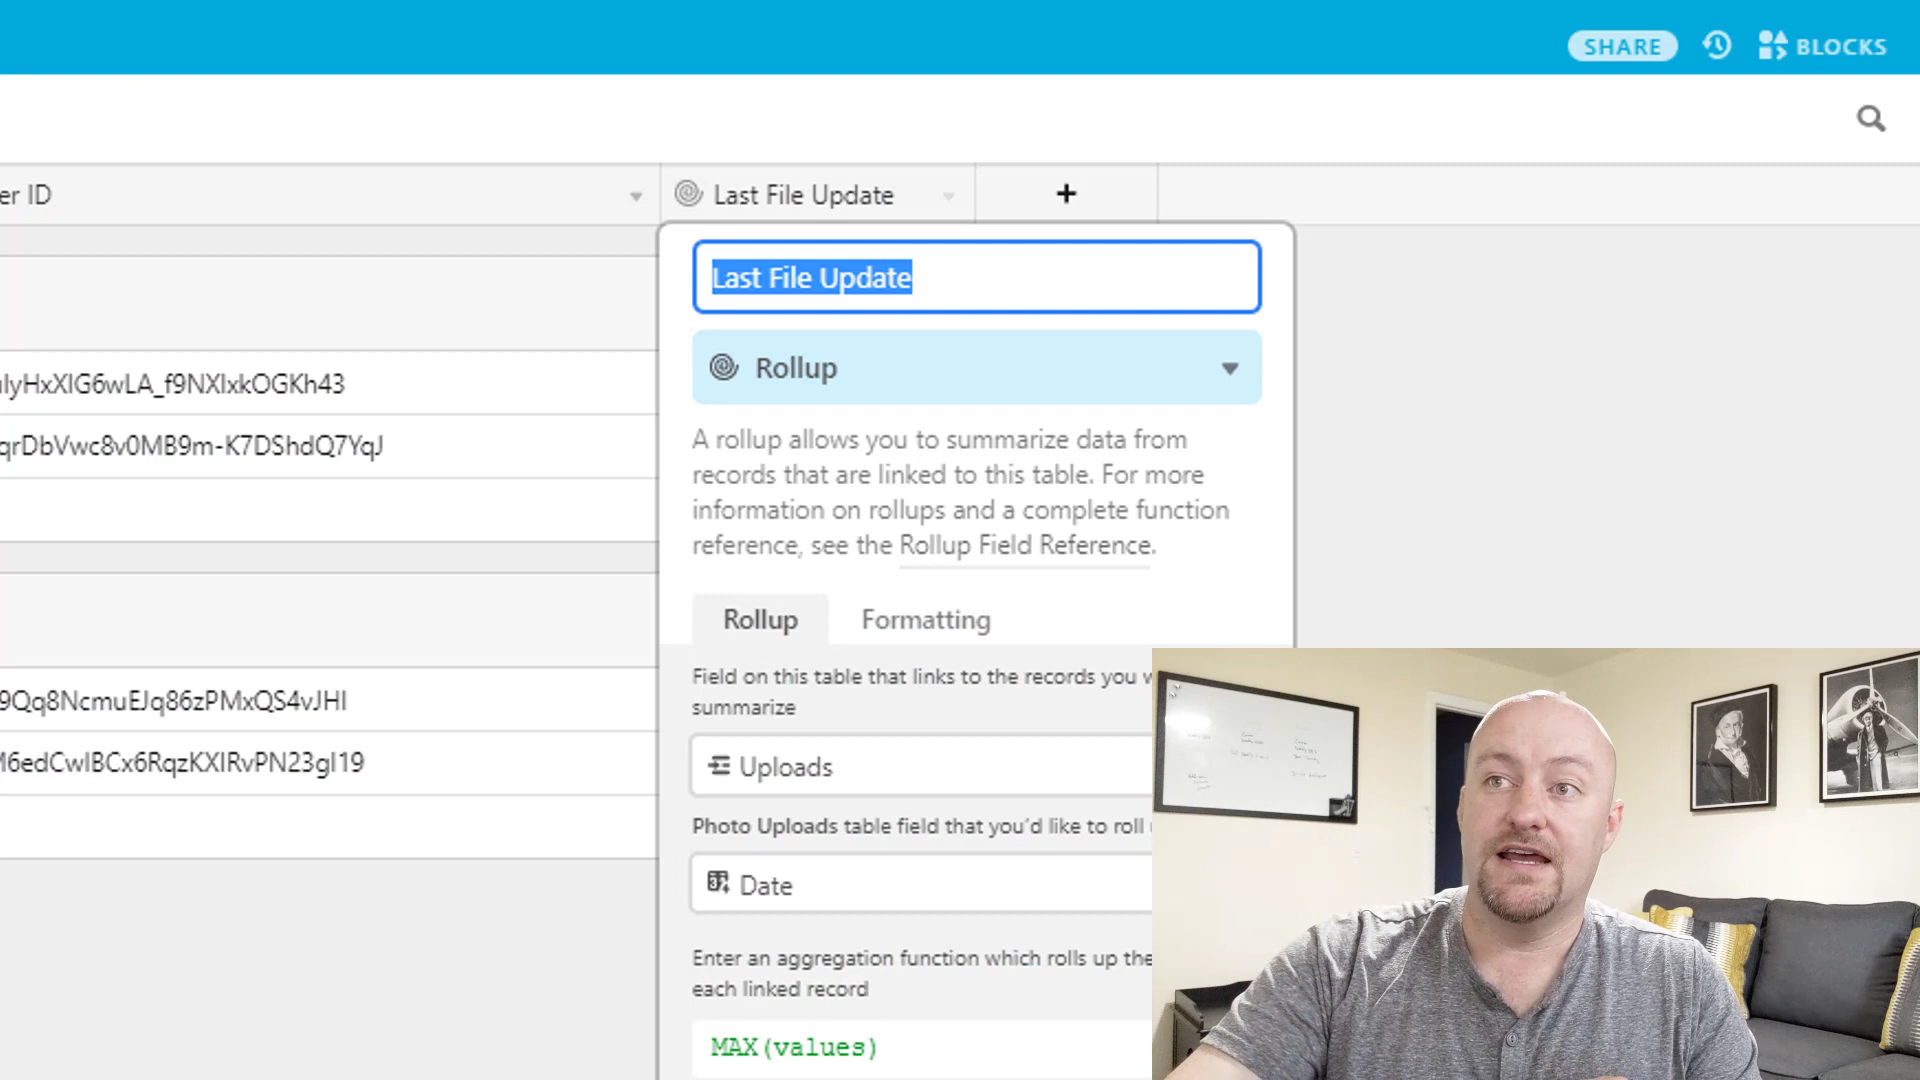 SHARE
BLOCKS
er ID
Last File Update
+
Last File Update
Rollup
A rollup allows you to summarize data from
records that are linked to this table. For more
information on rollups and a complete function
reference, see the Rollup Field Reference.
Rollup Formatting
Field on this table that links to the records you
summarize
Uploads
Photo Uploads table field that you'd like to roll
Date
Enter an aggregation function which rolls up the
each linked record
MAX(values)
lyHxXIG6wLA_f9NXIxkOGKh43
qrDbVwc8v0MB9m-K7DShdQ7YqJ
9Qq8NcmuEJq86zPMxQS4vJHI
M6edCwIBCx6RqzKXIRvPN23gI19